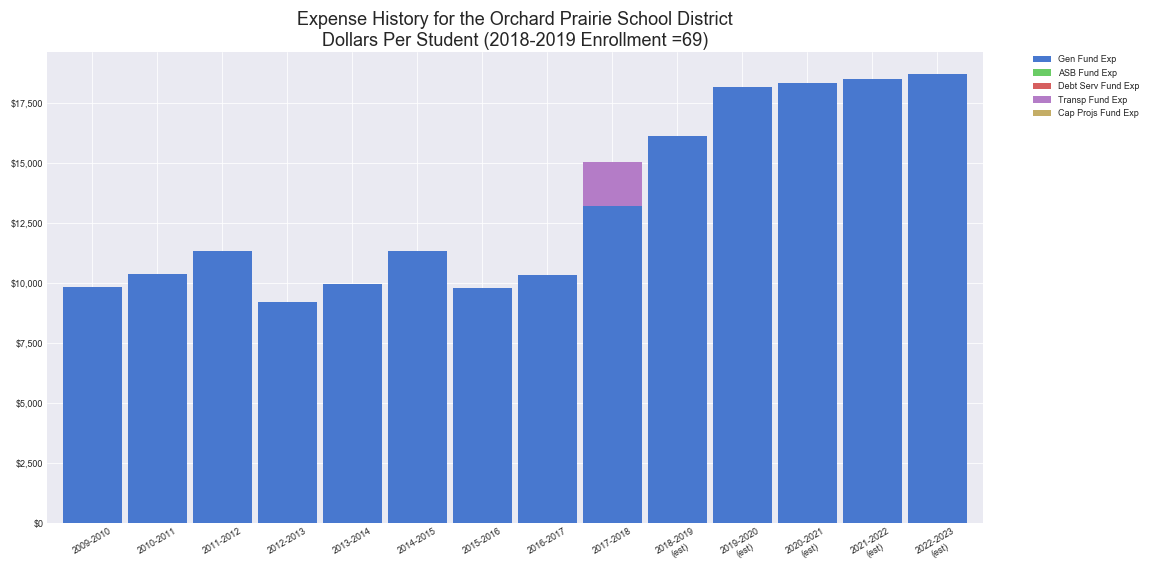 Expense History for the Orchard Prairie School District
Dollars Per Student (2018-2019 Enrollment =69)
Gen Fund Exp
ASB Fund Exp
Debt Serv Fund Exp
Transp Fund Exp
Cap Projs Fund Exp
$17,500
$15,000
$12,500
$10,000
$7,500
$5,000
$2,500
$0
2009-2010
2010-2011
2011-2012
2012-2013
2013-2014
2014-2015
2015-2016
2016-2017
2017-2018
2018-2019
(est)
2019-2020
(est)
2020-2021
(est)
2021-2022
(est)
2022-2023
(est)